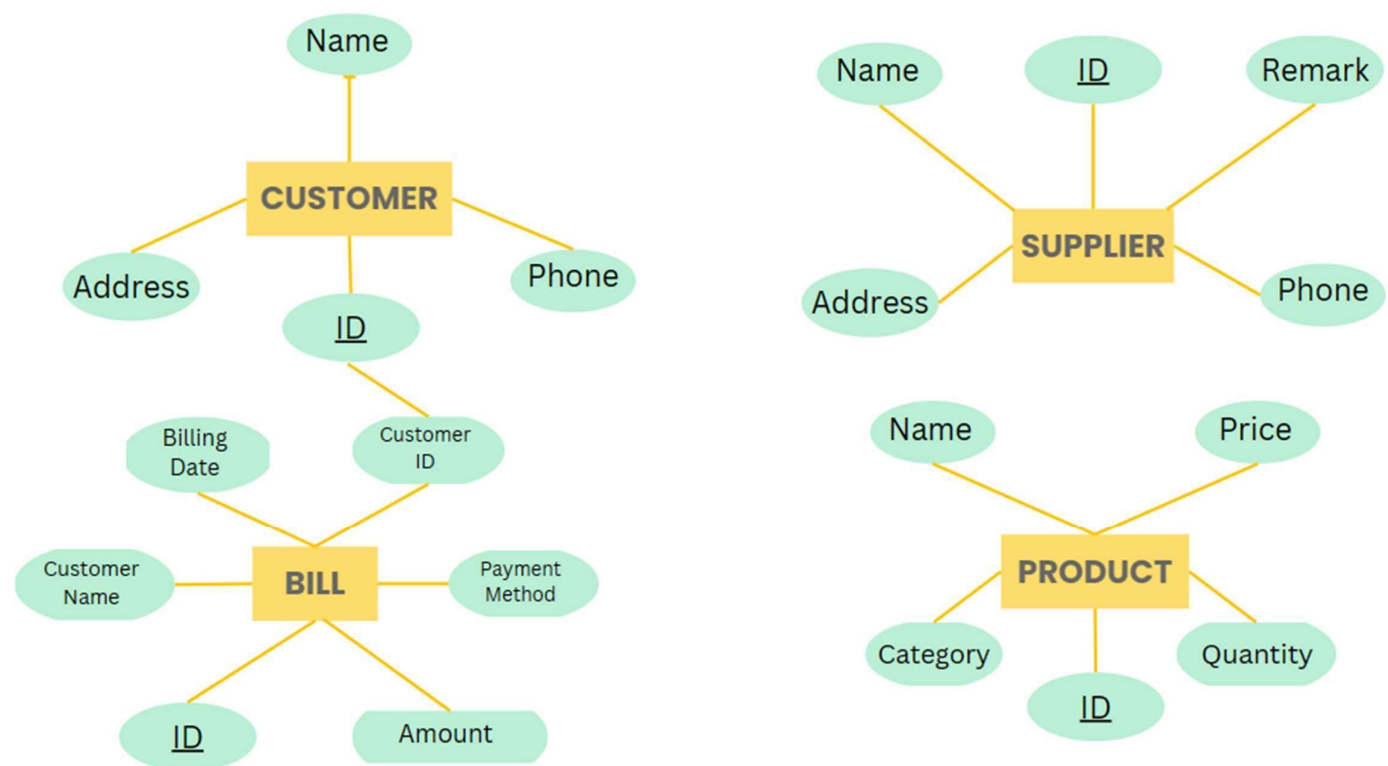 Name
CUSTOMER
Address
Phone
ID
Billing
Date
Customer
ID
Customer
Name
BILL
Payment
Method
ID
Amount
Name
ID
Remark
SUPPLIER
Address
Phone
Name
Price
PRODUCT
Category
Quantity
ID